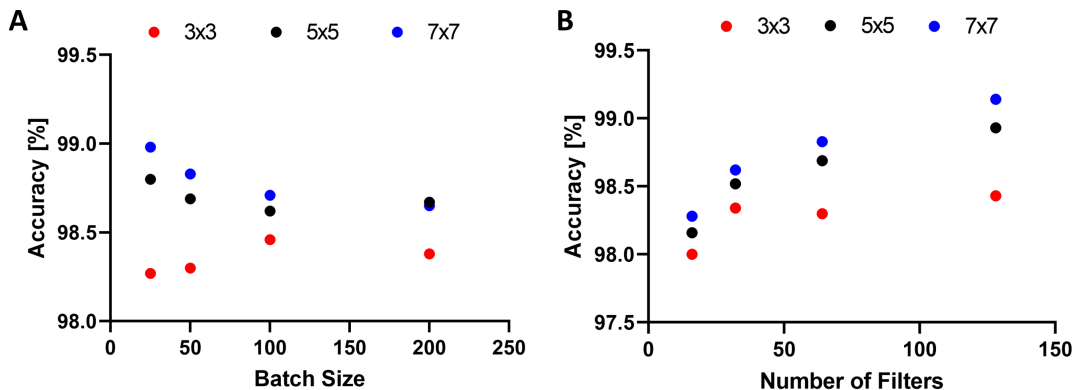 A
3x3 5x5 7x7
99.5
99.0
98.5
98.0
Accuracy [%]
0 50 100 150 200 250
Batch Size
B
3x3 5x5 7x7
99.5
99.0
98.5
98.0
97.5
Accuracy [%]
0 50 100 150
Number of Filters